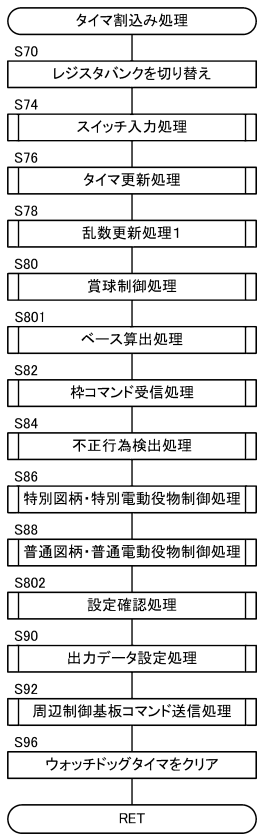 タイマ割込み処理
S70
レジスタバンクを切り替え
S74
スイッチ入力処理
S76
タイマ更新処理
S78
乱数更新処理1
S80
賞球制御処理
S801
ベース算出処理
S82
枠コマンド受信処理
S84
不正行為検出処理
S86
特別図柄・特別電動役物制御処理
S88
普通図柄・普通電動役物制御処理
S802
設定確認処理
S90
出力データ設定処理
S92
周辺制御基板コマンド送信処理
S96
ウォッチドッグタイマをクリア
RET